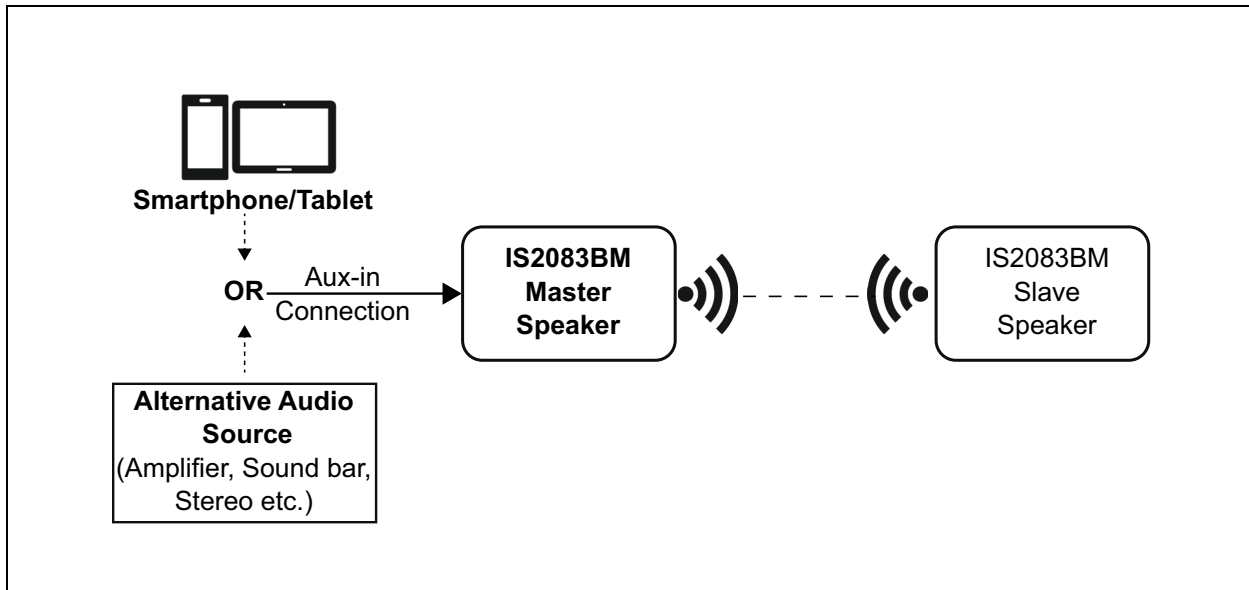 Smartphone/Tablet
OR
Aux-in
Connection
Alternative Audio
Source
(Amplifier, Sound bar,
Stereo etc.)
IS2083BM
Master
Speaker
IS2083BM
Slave
Speaker